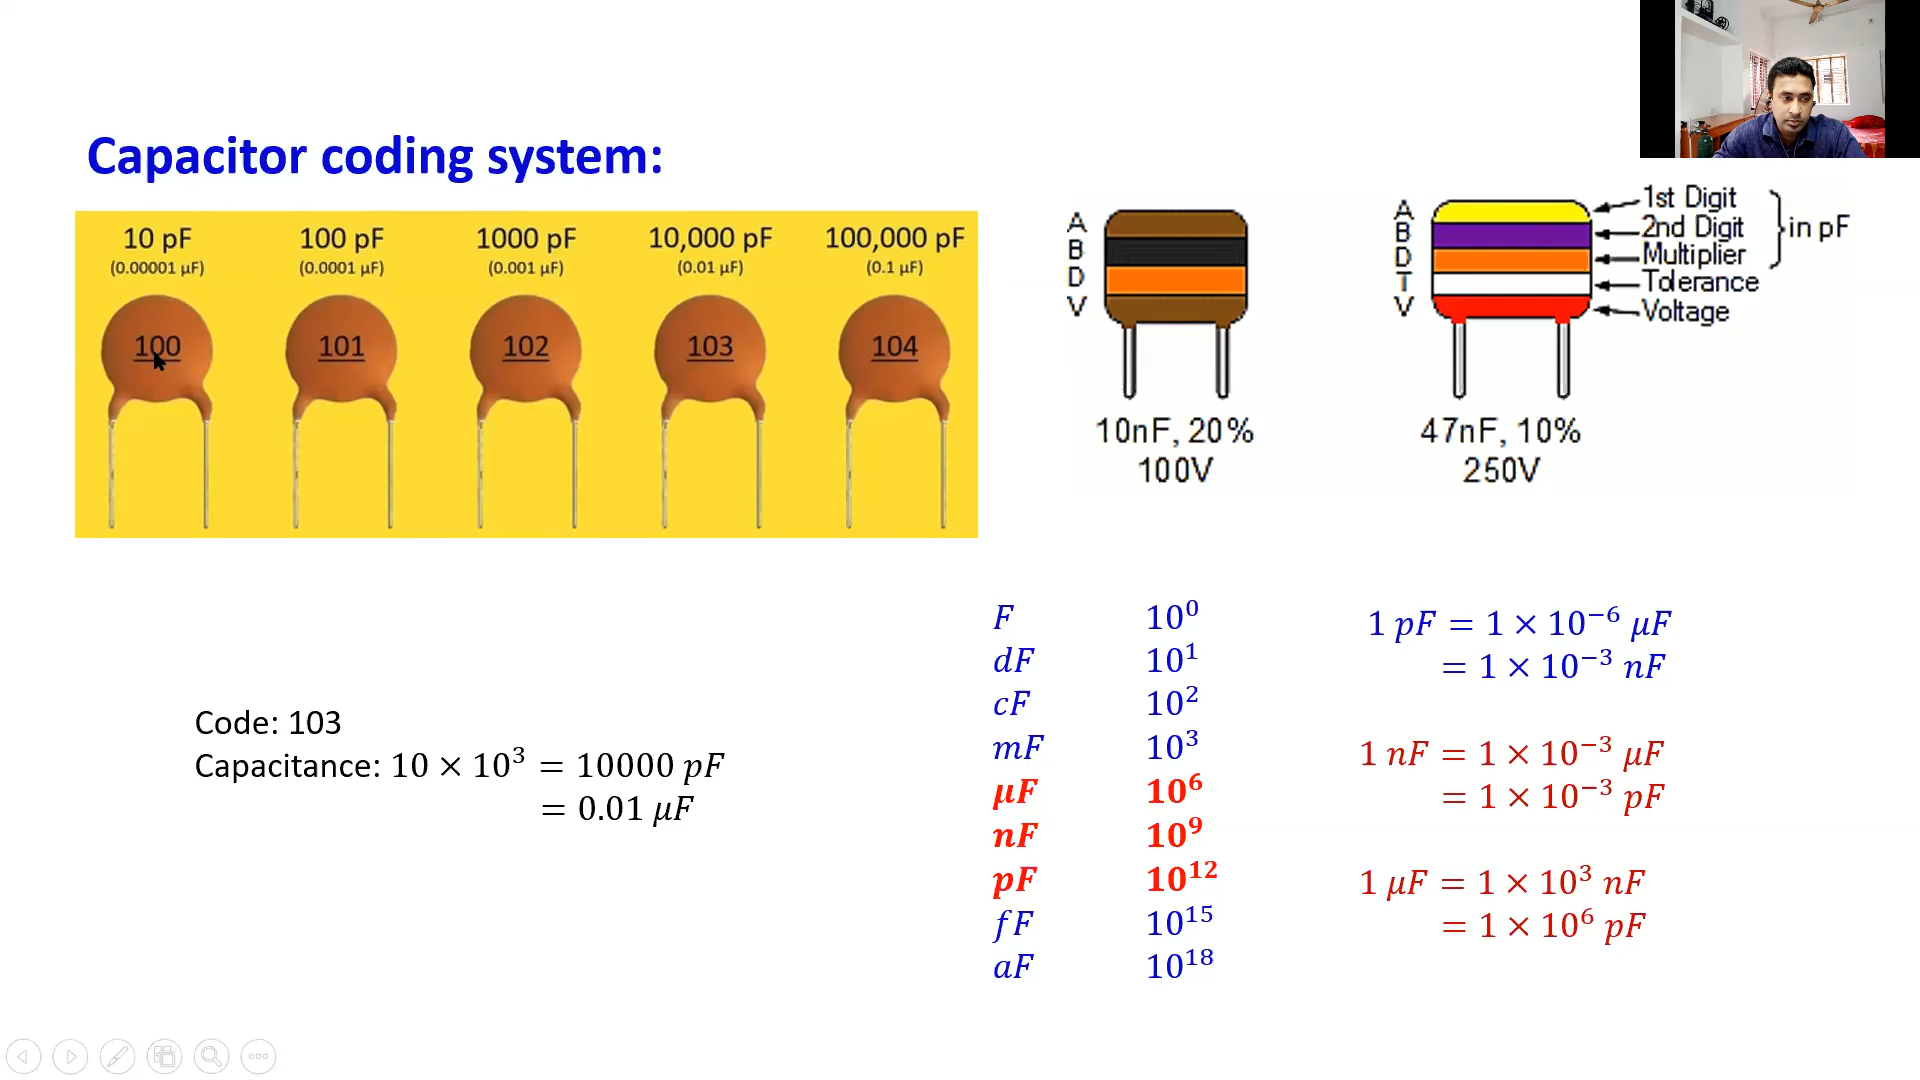 Capacitor coding system:
10 pF 100 pF 1000 pF 10,000 pF 100,000 pF
(0.00001 µF) (0.0001 µF) (0.001 µF) (0.01 µF) (0.1 µF)
100 101 102 103 104
A
B
D
V
10nF, 20%
100V
A
B
D
T
V
1st Digit
2nd Digit
Multiplier
Tolerance
Voltage
in pF
47nF, 10%
250V
Code: 103
Capacitance: 10 × 10³ = 10000 pF
= 0.01 µF
F 10⁰
dF 10¹
cF 10²
mF 10³
µF 10⁶
nF 10⁹
pF 10¹²
fF 10¹⁵
aF 10¹⁸
1 pF = 1 × 10⁻⁶ µF
= 1 × 10⁻³ nF
1 nF = 1 × 10⁻³ µF
= 1 × 10⁻³ pF
1 µF = 1 × 10³ nF
= 1 × 10⁶ pF